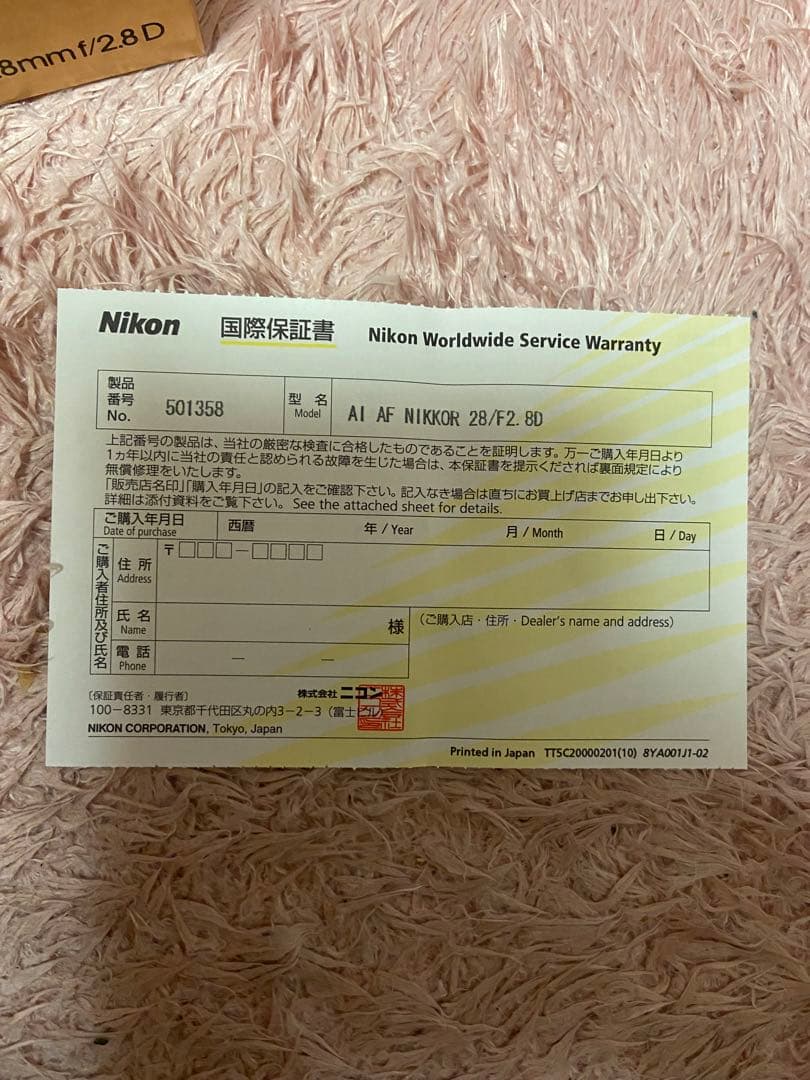 8mm f/2.8 D
Nikon 国際保証書 Nikon Worldwide Service Warranty
製品番号 No. 501358 型名 Model AI AF NIKKOR 28/F2.8D
上記番号の製品は、当社の厳密な検査に合格したものであることを証明します。万一ご購入年月日より
1ヵ年以内に当社の責任と認められる故障を生じた場合は、本保証書を提示くだされば裏面規定により
無償修理をいたします。
「販売店名印」「購入年月日」の記入をご確認下さい。記入なき場合は直ちにお買上げ店までお申し出下さい。
詳細は添付資料をご覧下さい。 See the attached sheet for details.
ご購入年月日 Date of purchase 西暦 年 / Year 月 / Month 日 / Day
ご購入者住所及び氏名
住所 Address 〒□□□-□□□□
氏名 Name 様
(ご購入店・住所・Dealer's name and address)
電話 Phone — —
〔保証責任者・履行者〕 株式会社 ニコン
100-8331 東京都千代田区丸の内3-2-3(富士ビル)
NIKON CORPORATION, Tokyo, Japan
Printed in Japan TT5C20000201(10) 8YA001J1-02